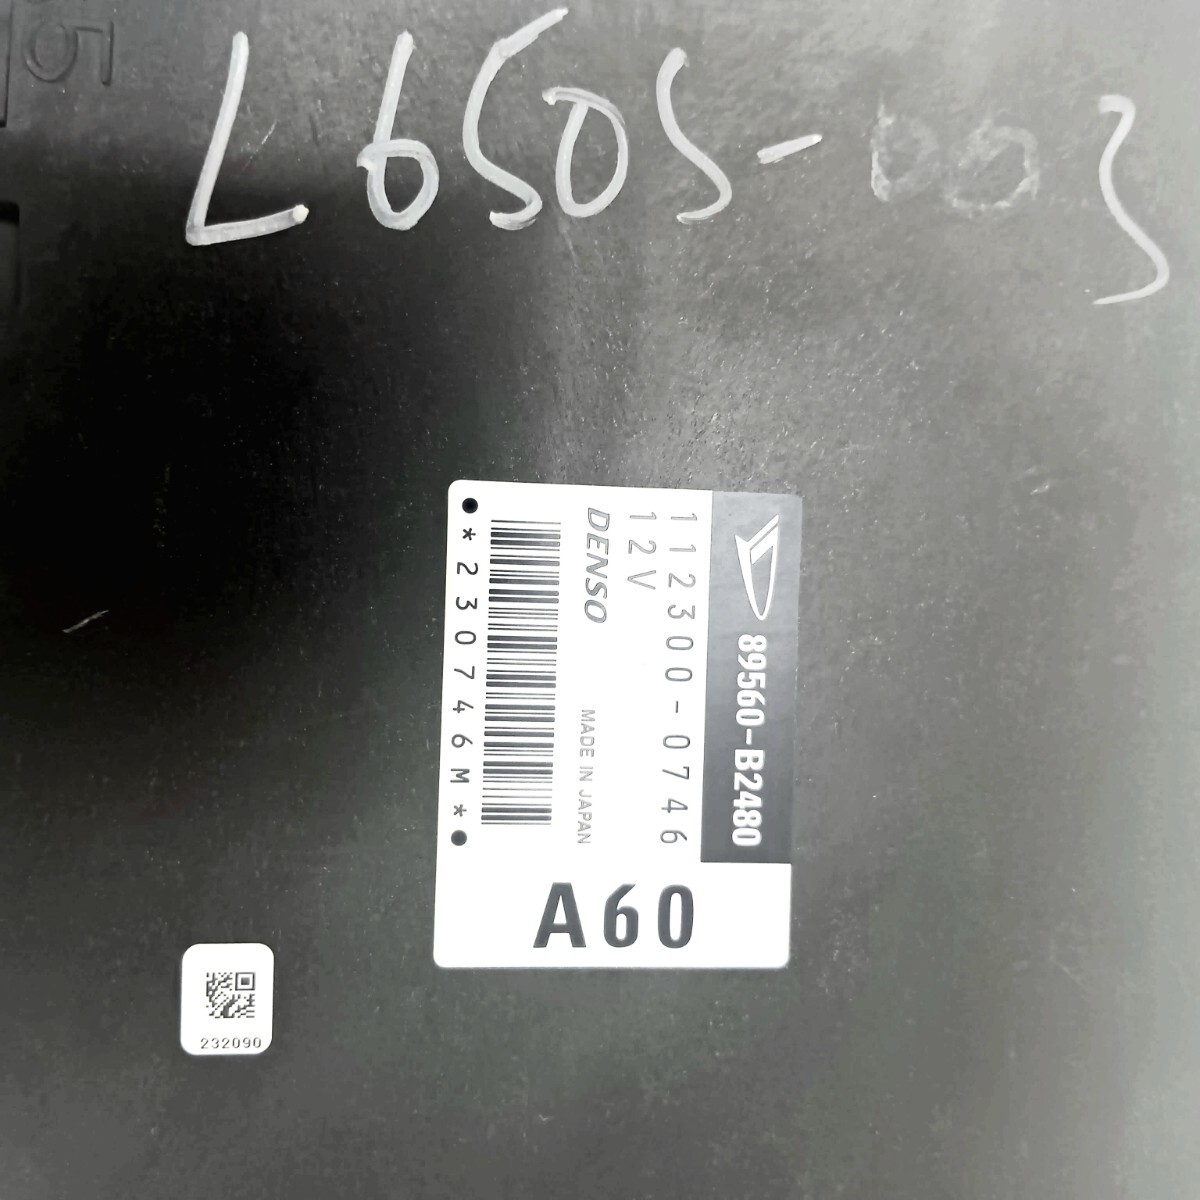 L650S-003
89560-B2480
112300-0746
12V
DENSO
MADE IN JAPAN
*230746M*
A60
232090